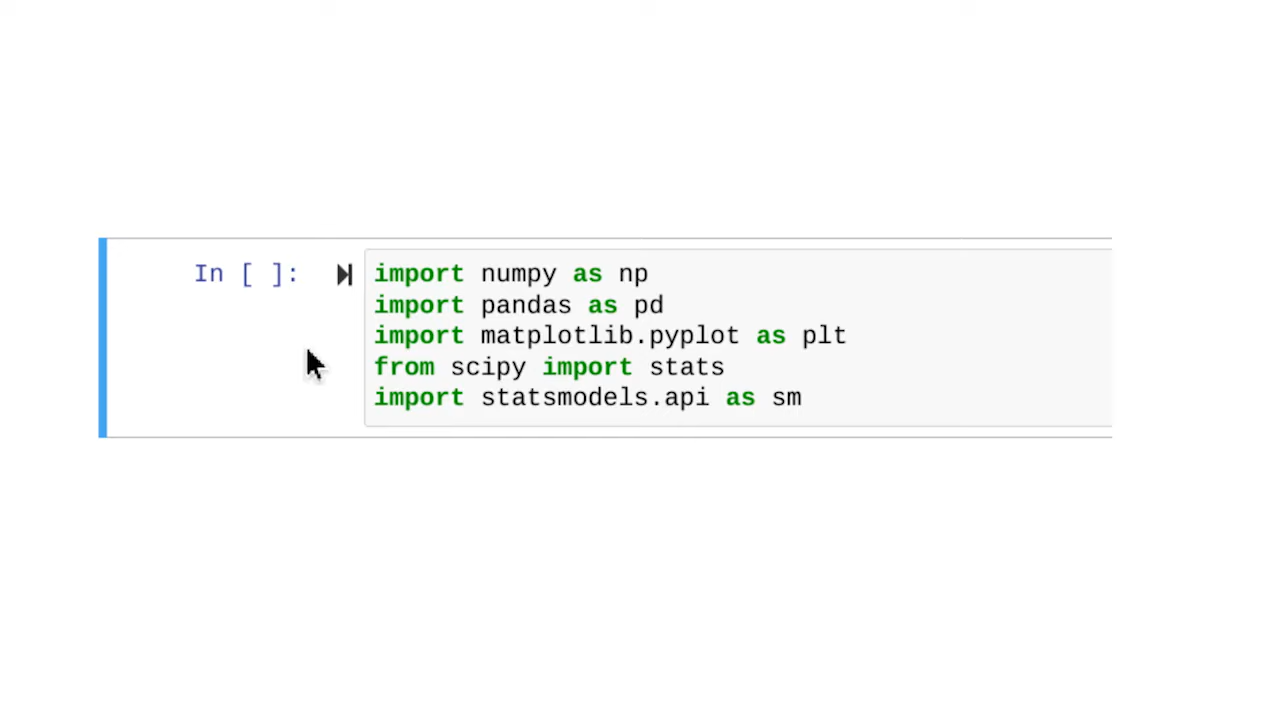 In [ ]:
import numpy as np
import pandas as pd
import matplotlib.pyplot as plt
from scipy import stats
import statsmodels.api as sm